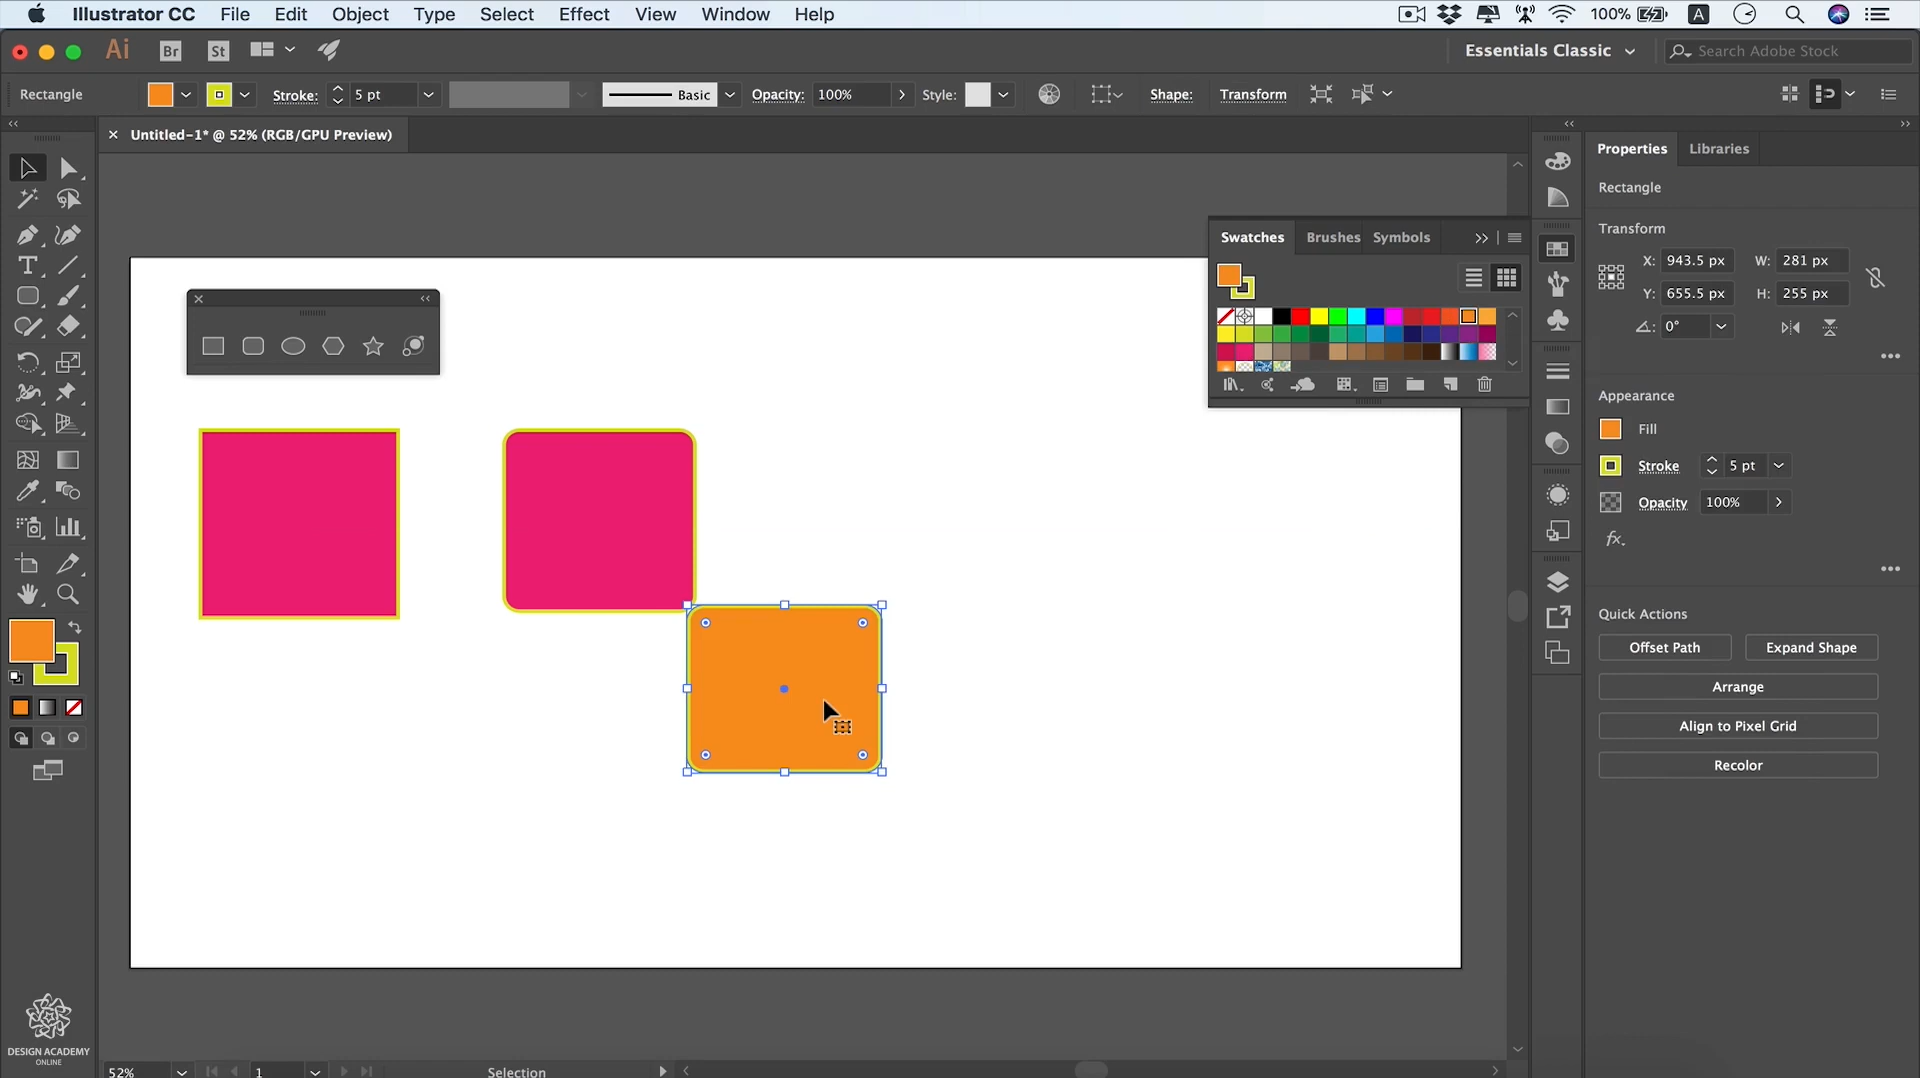 Illustrator CC File Edit Object Type Select Effect View Window Help 100% A
Ai Br St Essentials Classic Search Adobe Stock
Rectangle Stroke: 5 pt Basic Opacity: 100% Style: Shape: Transform
Untitled-1* @ 52% (RGB/GPU Preview)
Properties Libraries
Rectangle
Transform
X: 943.5 px W: 281 px
Y: 655.5 px H: 255 px
0°
Swatches Brushes Symbols
Appearance
Fill
Stroke 5 pt
Opacity 100%
fx.
Quick Actions
Offset Path Expand Shape
Arrange
Align to Pixel Grid
Recolor
DESIGN ACADEMY
ONLINE
52% 1 Selection